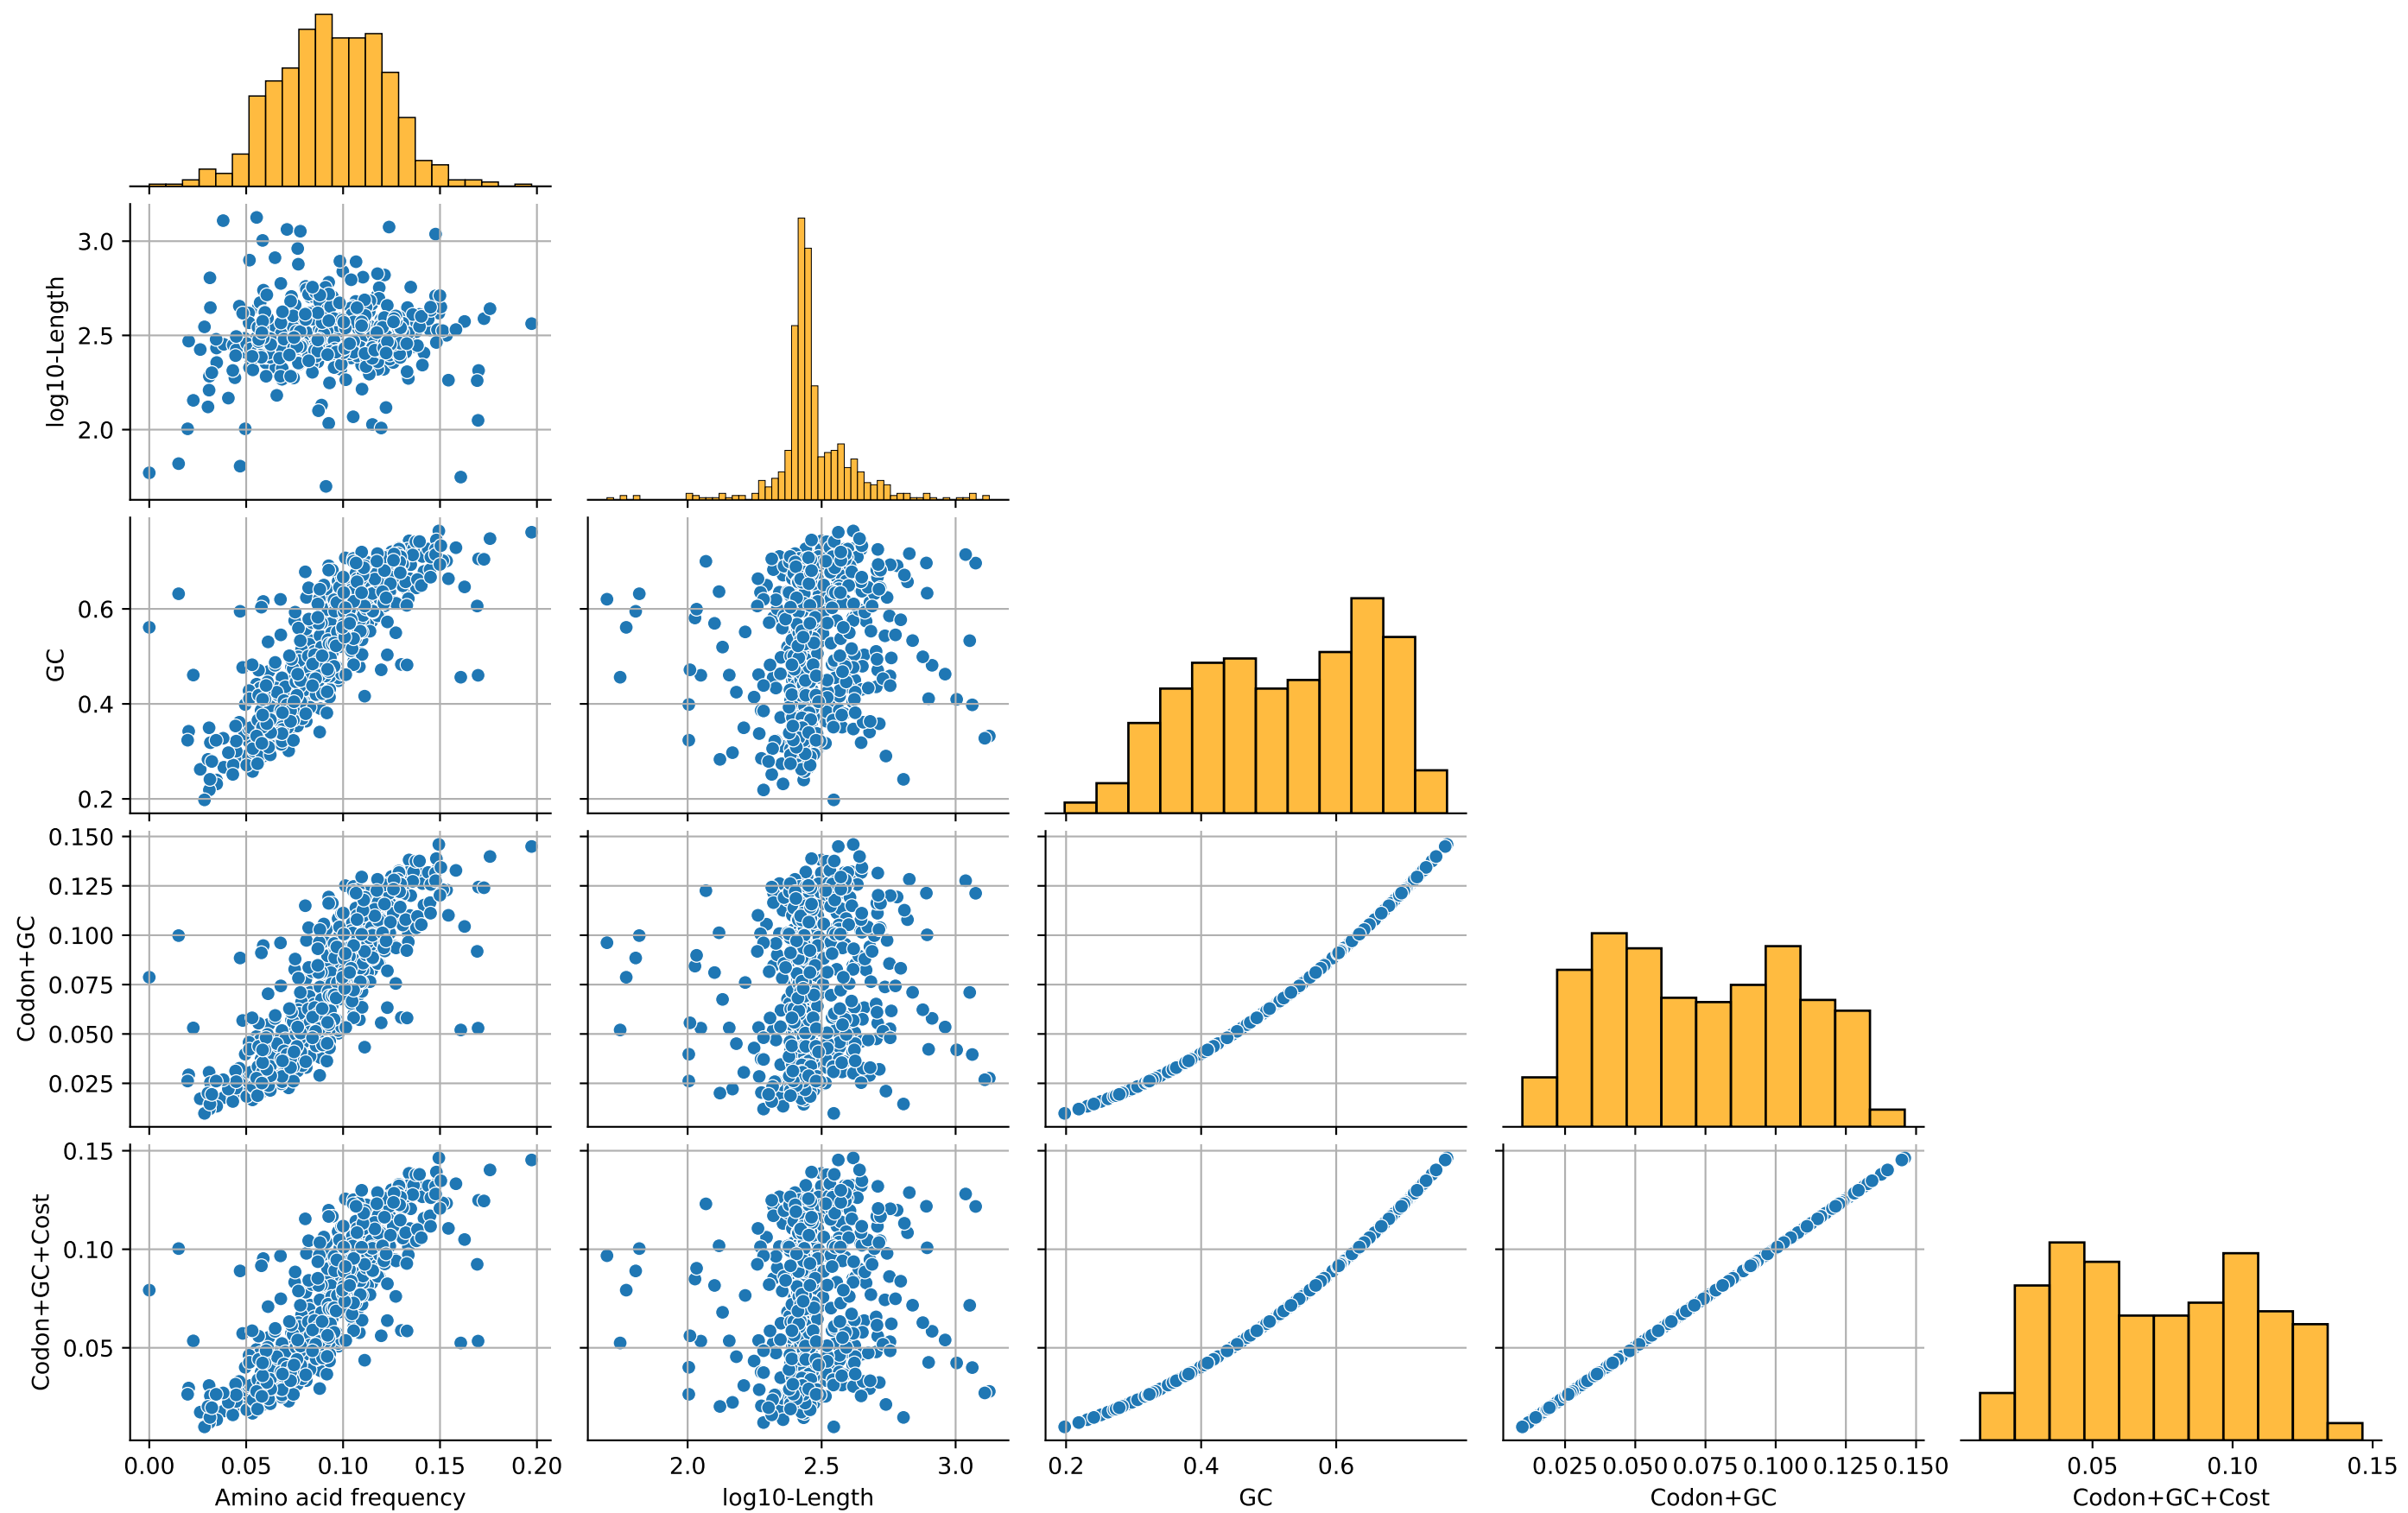 log10-Length
3.0
2.5
2.0
GC
0.6
0.4
0.2
Codon+GC
0.150
0.125
0.100
0.075
0.050
0.025
Codon+GC+Cost
0.15
0.10
0.05
0.00 0.05 0.10 0.15 0.20
Amino acid frequency
2.0 2.5 3.0
log10-Length
0.2 0.4 0.6
GC
0.025 0.050 0.075 0.100 0.125 0.150
Codon+GC
0.05 0.10 0.15
Codon+GC+Cost